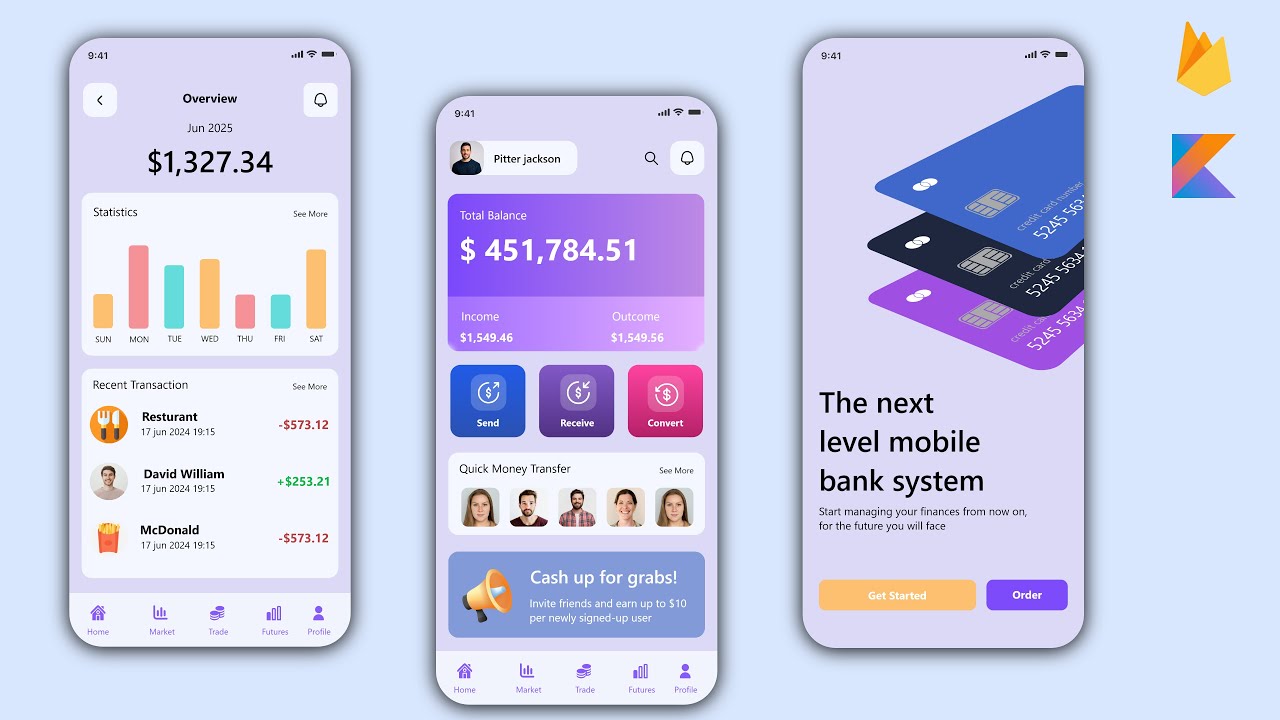 9:41
Overview
Jun 2025
$1,327.34
Statistics
See More
SUN MON TUE WED THU FRI SAT
Recent Transaction
See More
Resturant
17 jun 2024 19:15
-$573.12
David William
17 jun 2024 19:15
+$253.21
McDonald
17 jun 2024 19:15
-$573.12
Home Market Trade Futures Profile
9:41
Pitter jackson
Total Balance
$ 451,784.51
Income
$1,549.46
Outcome
$1,549.56
Send
Receive
Convert
Quick Money Transfer
See More
Cash up for grabs!
Invite friends and earn up to $10
per newly signed-up user
Home Market Trade Futures Profile
9:41
credit card number
5245 563
credit card
5245 5634
credit card
5245 5634
The next
level mobile
bank system
Start managing your finances from now on,
for the future you will face
Get Started
Order